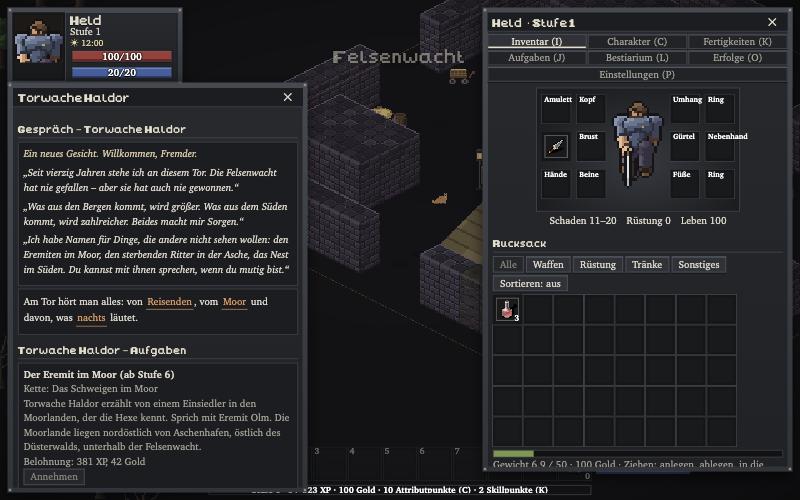 Held
Stufe 1
12:00
100/100
20/20
Felsenwacht
Torwache Haldor
Gespräch – Torwache Haldor
Ein neues Gesicht. Willkommen, Fremder.
„Seit vierzig Jahren stehe ich an diesem Tor. Die Felsenwacht
hat nie gefallen – aber sie hat auch nie gewonnen.“
„Was aus den Bergen kommt, wird größer. Was aus dem Süden
kommt, wird zahlreicher. Beides macht mir Sorgen.“
„Ich habe Namen für Dinge, die andere nicht sehen wollen: den
Eremiten im Moor, den sterbenden Ritter in der Asche, das Nest
im Süden. Du kannst mit ihnen sprechen, wenn du mutig bist.“
Am Tor hört man alles: von Reisenden, vom Moor und
davon, was nachts läutet.
Torwache Haldor – Aufgaben
Der Eremit im Moor (ab Stufe 6)
Kette: Das Schweigen im Moor
Torwache Haldor erzählt von einem Einsiedler in den
Moorlanden, der die Hexe kennt. Sprich mit Eremit Olm. Die
Moorlande liegen nordöstlich von Aschenhafen, östlich des
Düsterwalds, unterhalb der Felsenwacht.
Belohnung: 381 XP, 42 Gold
Annehmen
3 4 5 6 7
0
23 XP · 100 Gold · 10 Attributpunkte (C) · 2 Skillpunkte (K)
Held · Stufe 1
Inventar (I) Charakter (C) Fertigkeiten (K)
Aufgaben (J) Bestiarium (L) Erfolge (O)
Einstellungen (P)
Amulett Kopf Umhang Ring
Brust Gürtel Nebenhand
Hände Beine Füße Ring
Schaden 11–20 Rüstung 0 Leben 100
Rucksack
Alle Waffen Rüstung Tränke Sonstiges
Sortieren: aus
3
Gewicht 6.9 / 50 · 100 Gold · Ziehen: anlegen, ablegen, in die